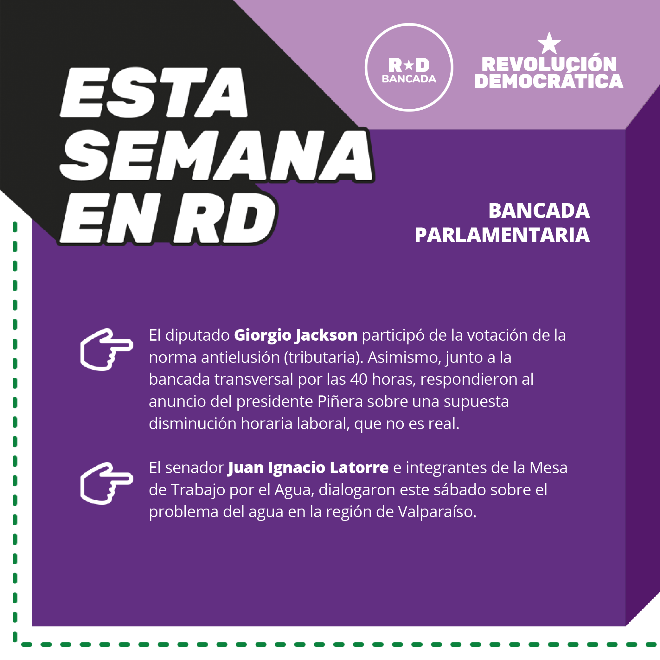 R★D
BANCADA
REVOLUCIÓN
DEMOCRÁTICA
ESTA
SEMANA
EN RD
BANCADA
PARLAMENTARIA
El diputado Giorgio Jackson participó de la votación de la
norma antielusión (tributaria). Asimismo, junto a la
bancada transversal por las 40 horas, respondieron al
anuncio del presidente Piñera sobre una supuesta
disminución horaria laboral, que no es real.
El senador Juan Ignacio Latorre e integrantes de la Mesa
de Trabajo por el Agua, dialogaron este sábado sobre el
problema del agua en la región de Valparaíso.